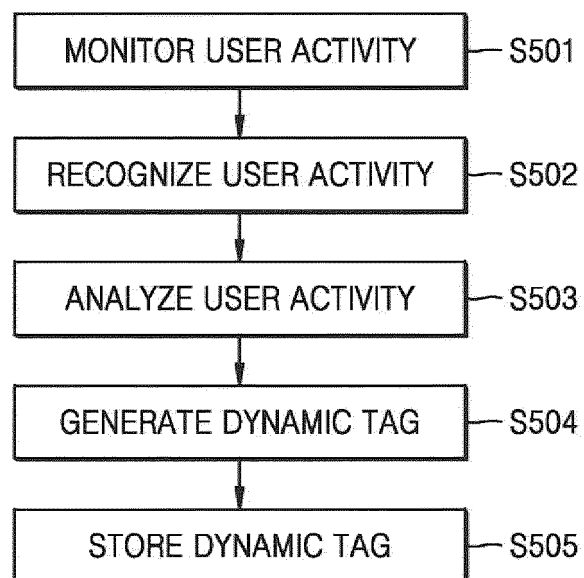 MONITOR USER ACTIVITY S501
RECOGNIZE USER ACTIVITY S502
ANALYZE USER ACTIVITY S503
GENERATE DYNAMIC TAG S504
STORE DYNAMIC TAG S505